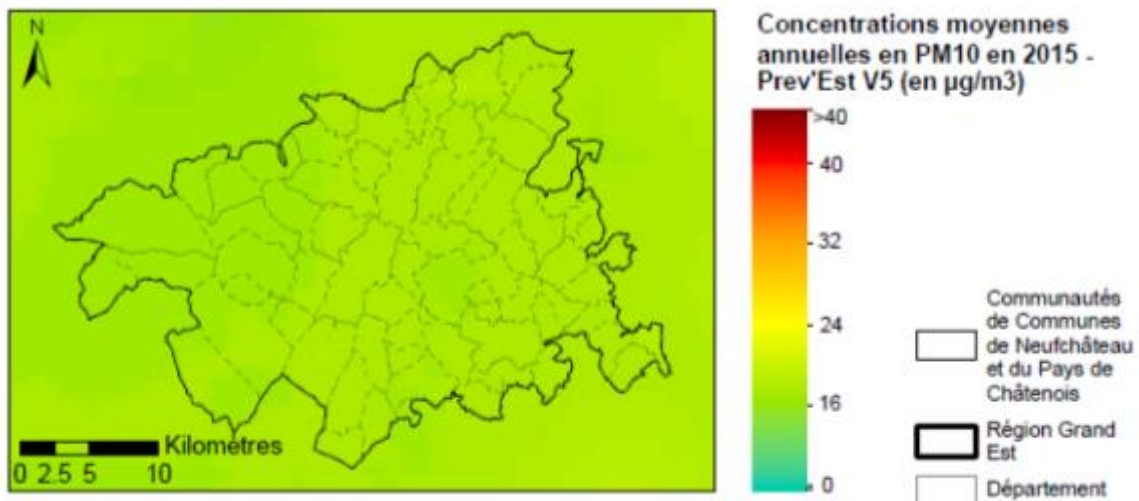 N
Kilometres
0 2.5 5 10
Concentrations moyennes
annuelles en PM10 en 2015 -
Prev'Est V5 (en µg/m3)
>40
40
32
24
16
0
Communautés
de Communes
de Neufchâteau
et du Pays de
Châtenois
Région Grand
Est
Département